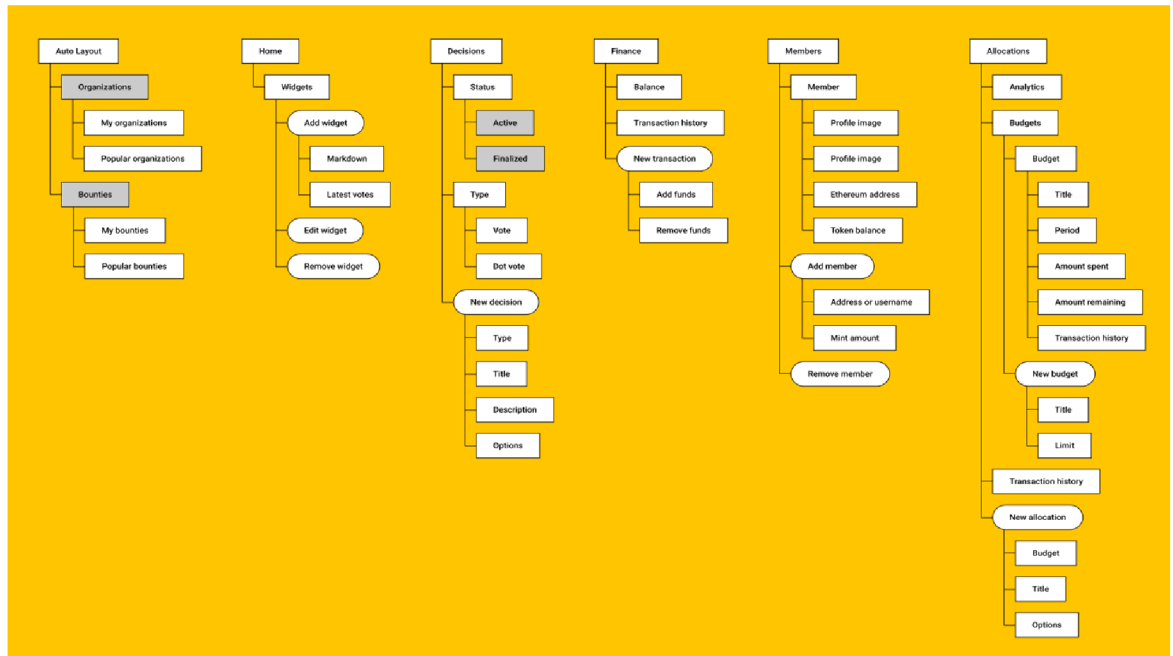 Auto Layout
Organizations
My organizations
Popular organizations
Bounties
My bounties
Popular bounties
Home
Widgets
Add widget
Markdown
Latest votes
Edit widget
Remove widget
Decisions
Status
Active
Finalized
Type
Vote
Dot vote
New decision
Type
Title
Description
Options
Finance
Balance
Transaction history
New transaction
Add funds
Remove funds
Members
Member
Profile image
Profile image
Ethereum address
Token balance
Add member
Address or username
Mint amount
Remove member
Allocations
Analytics
Budgets
Budget
Title
Period
Amount spent
Amount remaining
Transaction history
New budget
Title
Limit
Transaction history
New allocation
Budget
Title
Options